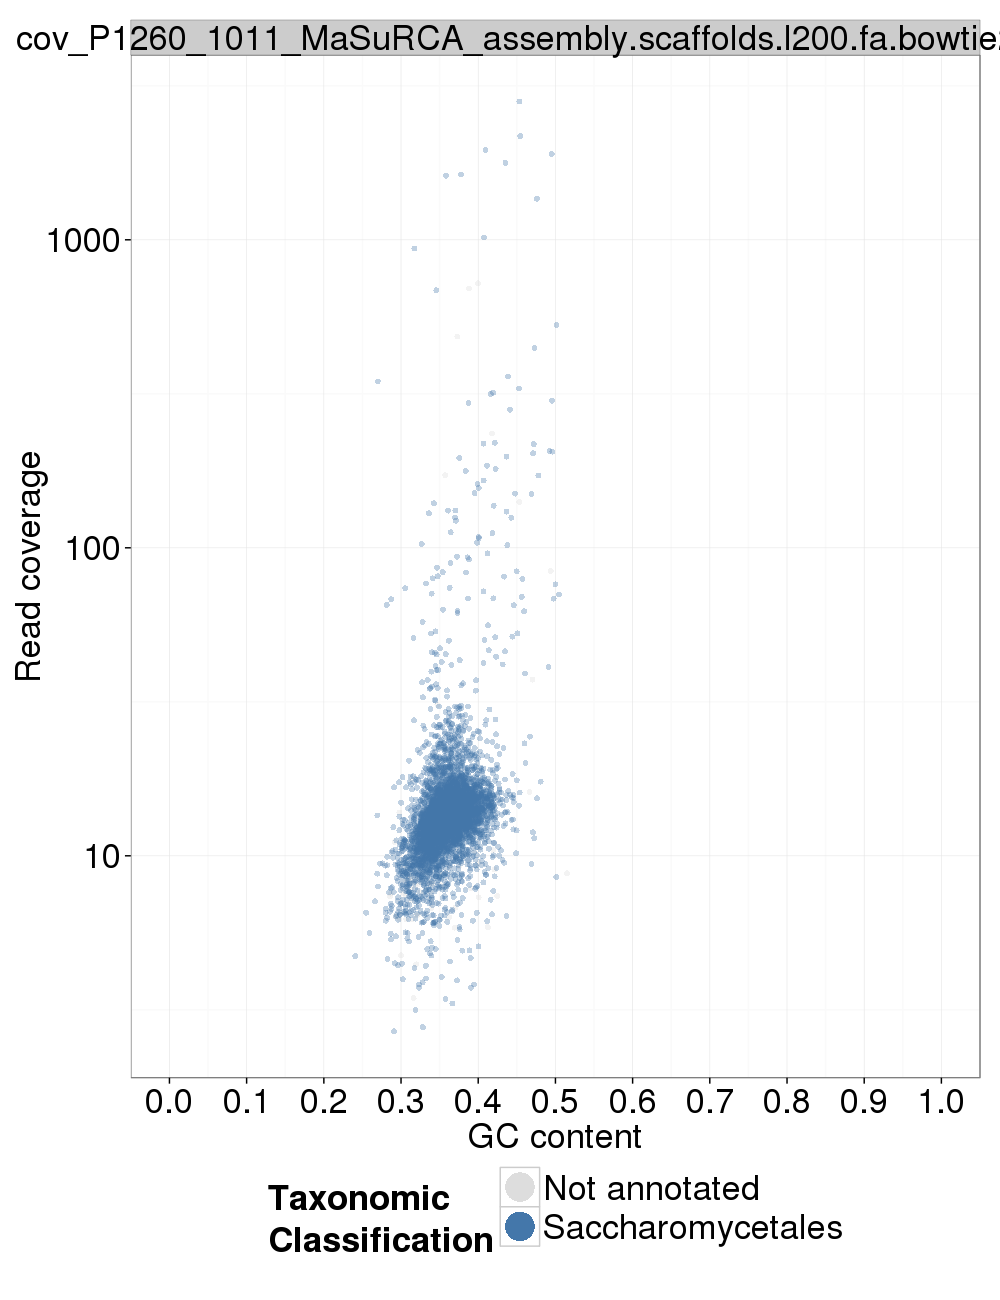 cov_P1260_1011_MaSuRCA_assembly.scaffolds.l200.fa.bowtie2
1000
100
10
Read coverage
0.0 0.1 0.2 0.3 0.4 0.5 0.6 0.7 0.8 0.9 1.0
GC content
Taxonomic
Classification
Not annotated
Saccharomycetales